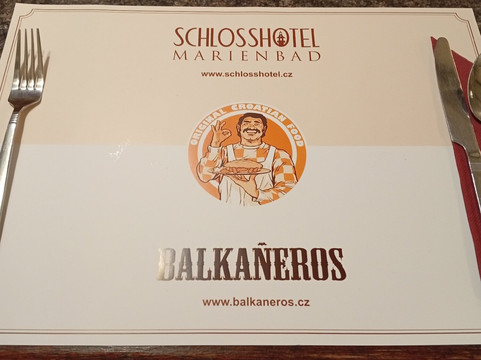 SCHLOSSHOTEL
MARIENBAD
www.schlosshotel.cz
ORIGINAL CROATIAN FOOD
BALKAÑEROS
www.balkaneros.cz